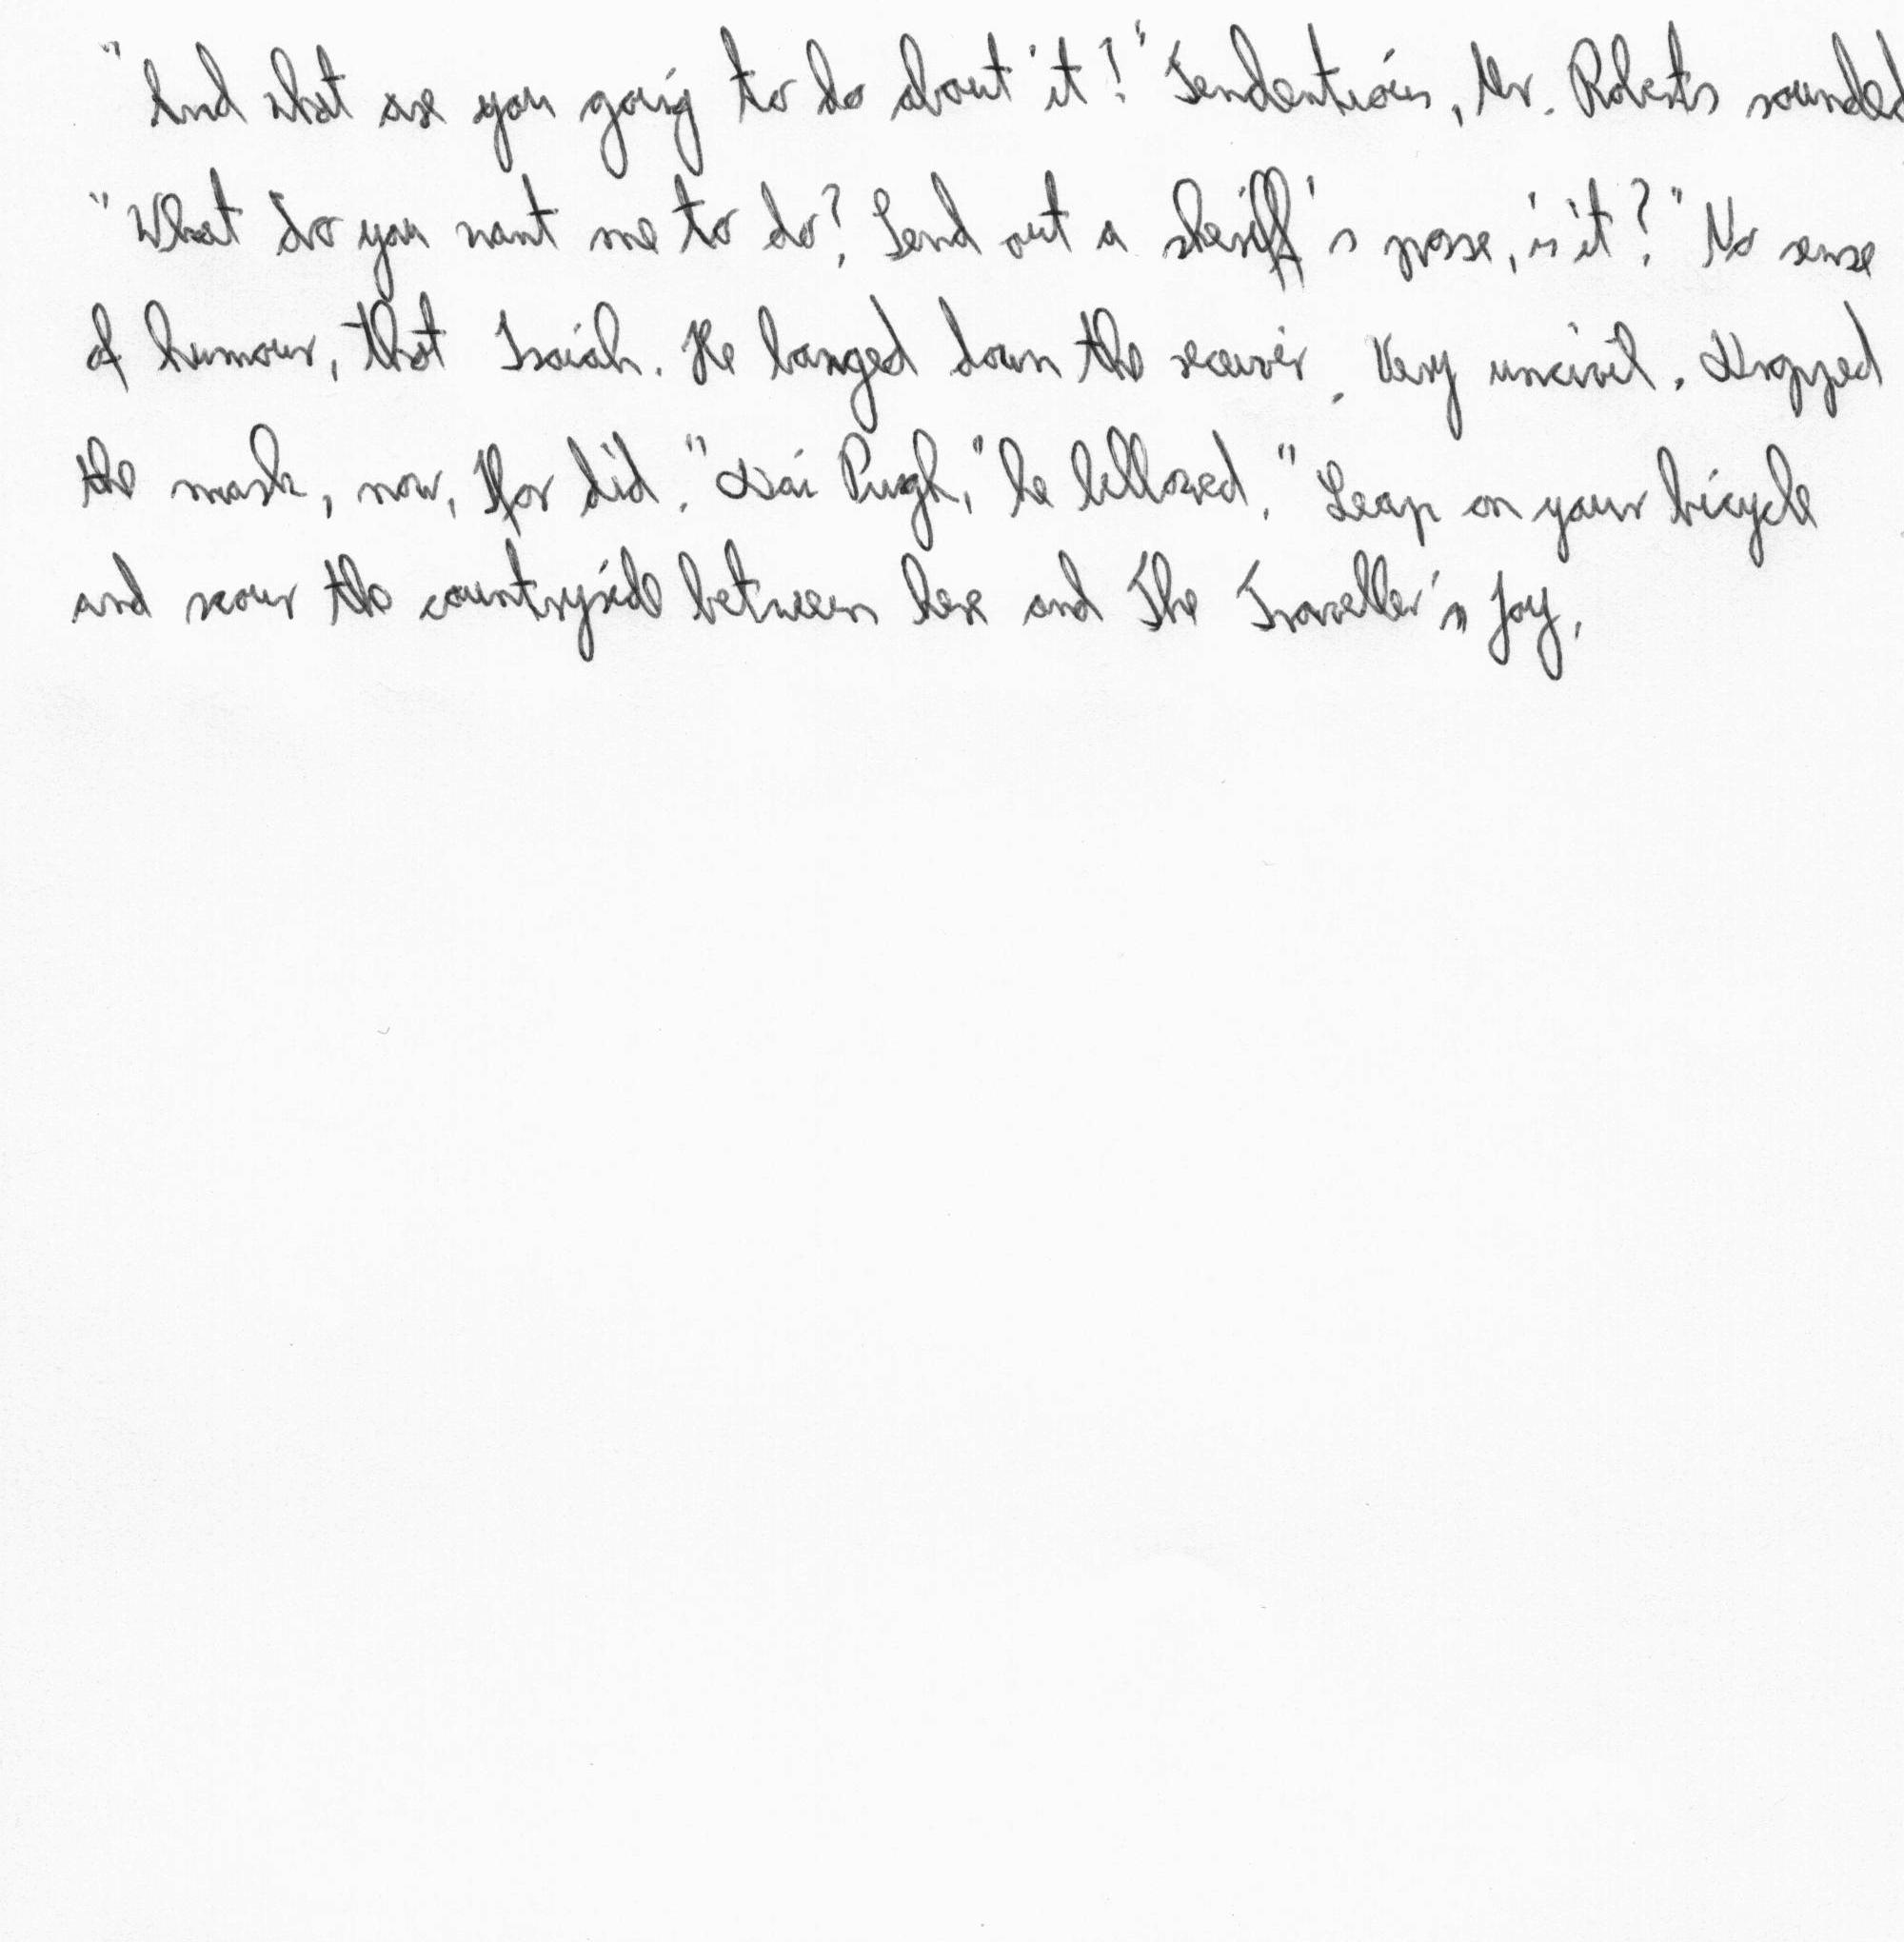 "And what are you going to do about it?" Tendentious, Mr. Roberts sounded
"What do you want me to do? Send out a sheriff's posse, is it?" No sense
of humour, that Isaiah. He banged down the receiver. Very uncivil. Dropped
the mask, now, Ifor did. "Dai Pugh," he bellowed. "Leap on your bicycle
and scour the countryside between here and The Traveller's Joy.